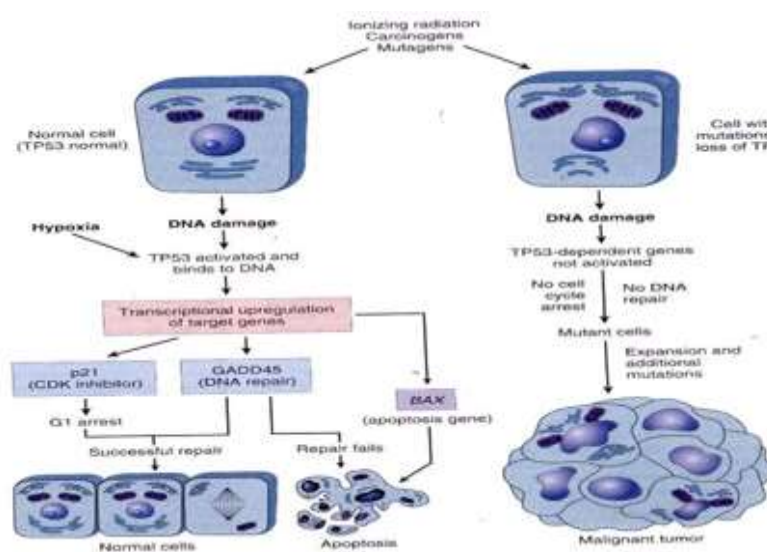 Ionizing radiation
Carcinogens
Mutagens
Normal cell
(TP53 normal)
Cell wit
mutations
loss of TP
DNA damage
DNA damage
Hypoxia
TP53 activated and
binds to DNA
TP53-dependent genes
not activated
Transcriptional upregulation
of target genes
No cell
cycle
arrest
No DNA
repair
Mutant cells
p21
(CDK inhibitor)
GADD45
(DNA repair)
BAX
(apoptosis gene)
Expansion and
additional
mutations
G1 arrest
Successful repair
Repair fails
Normal cells
Apoptosis
Malignant tumor